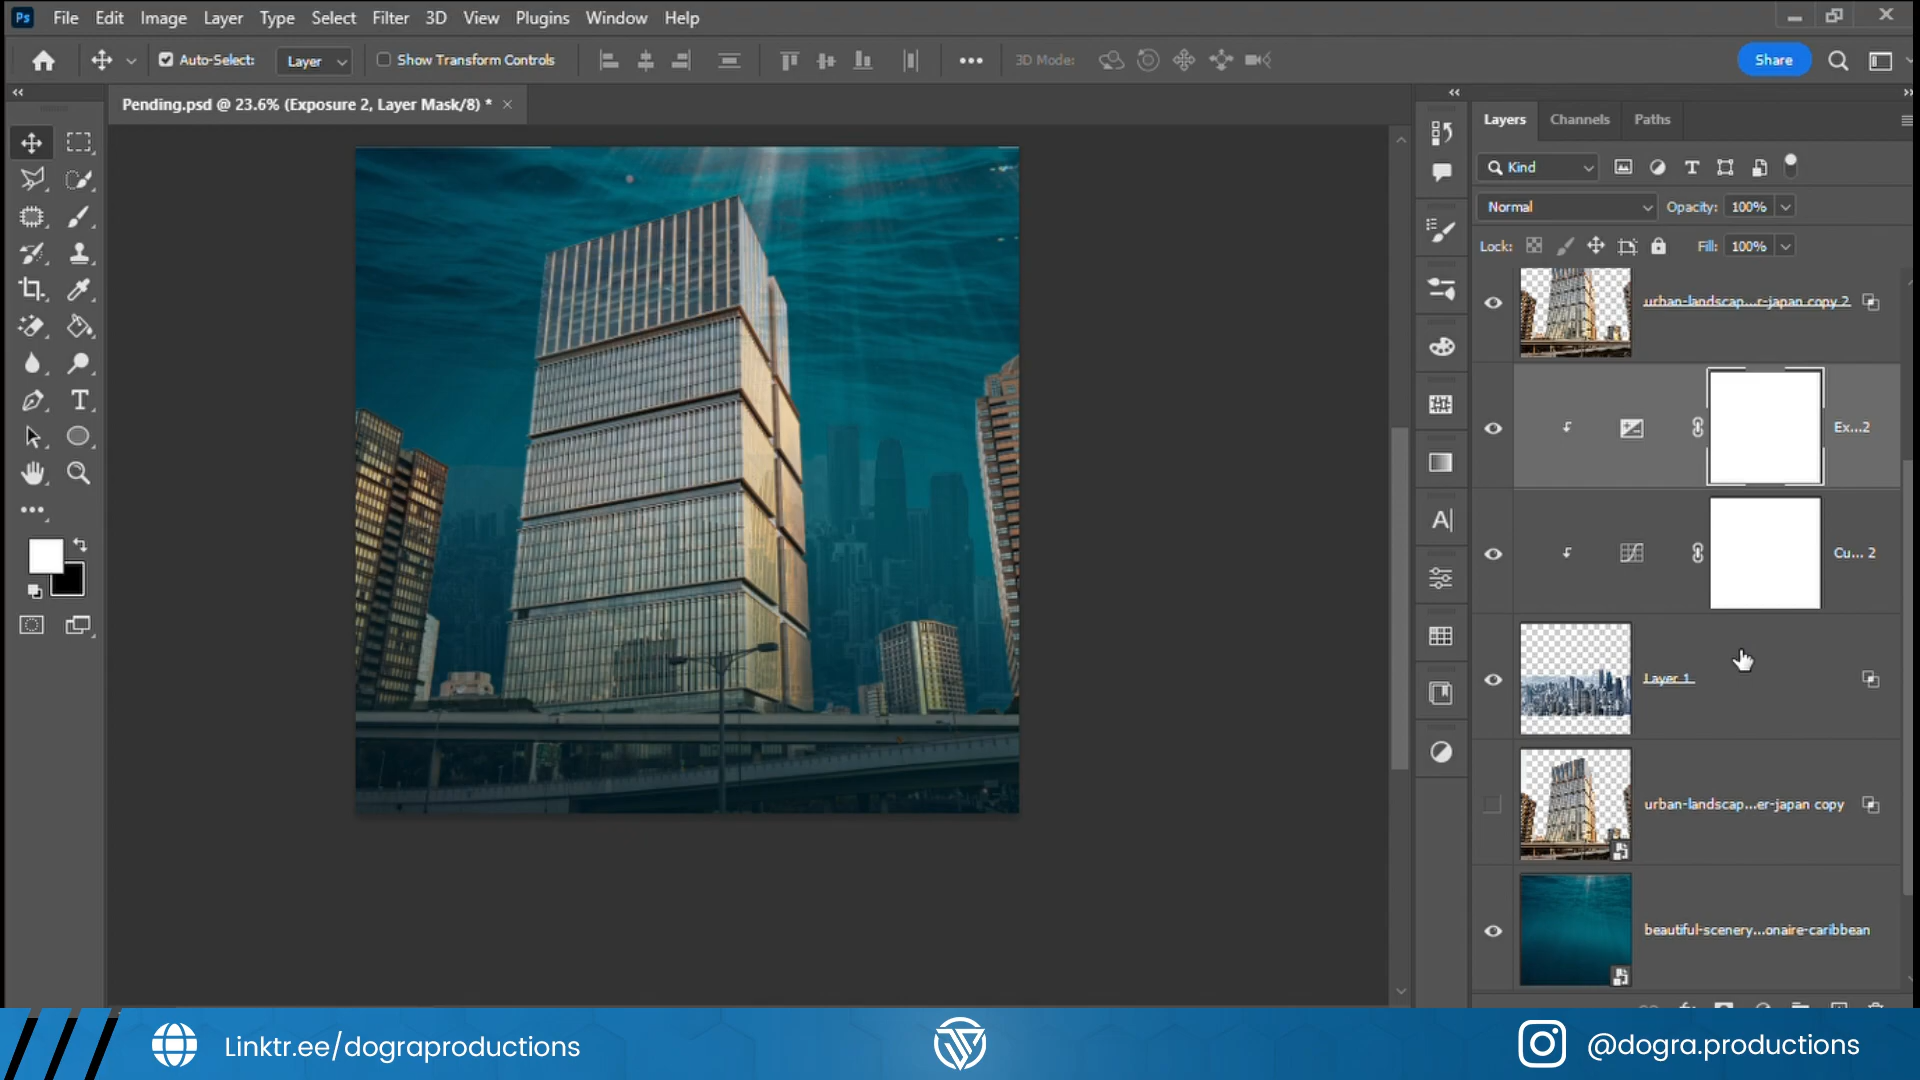 Ps File Edit Image Layer Type Select Filter 3D View Plugins Window Help
Auto-Select: Layer Show Transform Controls 3D Mode: Share
Pending.psd @ 23.6% (Exposure 2, Layer Mask/8) *
Layers Channels Paths
Kind
Normal Opacity: 100%
Lock: Fill: 100%
urban-landscap...r-japan copy 2
Ex...2
Cu... 2
Layer 1
urban-landscap...er-japan copy
beautiful-scenery...onaire-caribbean
Linktr.ee/dograproductions
@dogra.productions